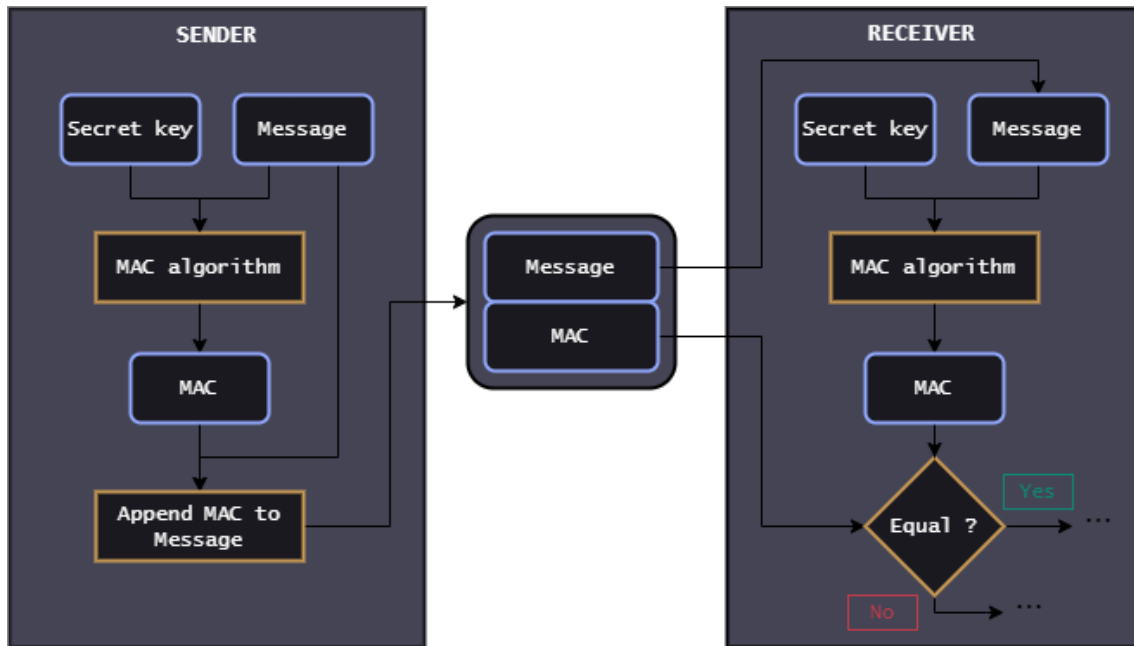 SENDER
Secret key
Message
MAC algorithm
MAC
Append MAC to
Message
Message
MAC
RECEIVER
Secret key
Message
MAC algorithm
MAC
Equal ?
Yes
...
No
...